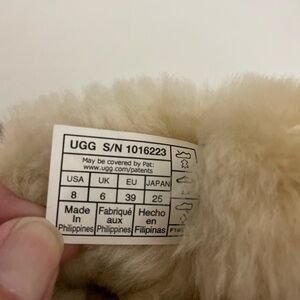 UGG S/N 1016223
May be covered by Pat:
www.ugg.com/patents
USA UK EU JAPAN
8 6 39 25
Made Fabriqué Hecho
In aux en
Philippines Philippines Filipinas